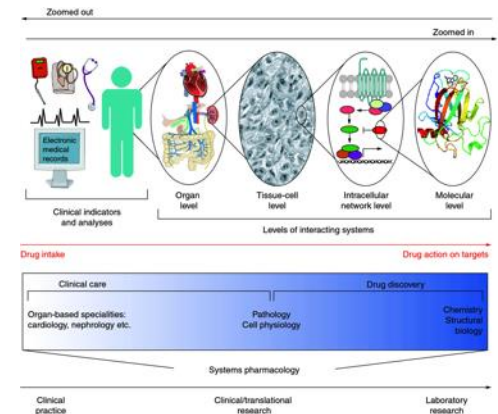 Zoomed out
Zoomed in
Electronic
medical
records
Organ
level
Tissue-cell
level
Intracellular
network level
Molecular
level
Clinical indicators
and analyses
Levels of interacting systems
Drug intake
Drug action on targets
Clinical care
Drug discovery
Organ-based specialities:
cardiology, nephrology etc.
Pathology
Cell physiology
Chemistry
Structural
biology
Systems pharmacology
Clinical
practice
Clinical/translational
research
Laboratory
research